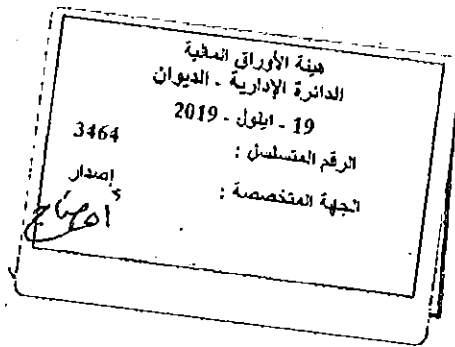 هيئة الأوراق المالية
الدائرة الإدارية - الديوان
19 - ايلول - 2019
الرقم المتسلسل : 3464
الجهة المتخصصة : إصدار